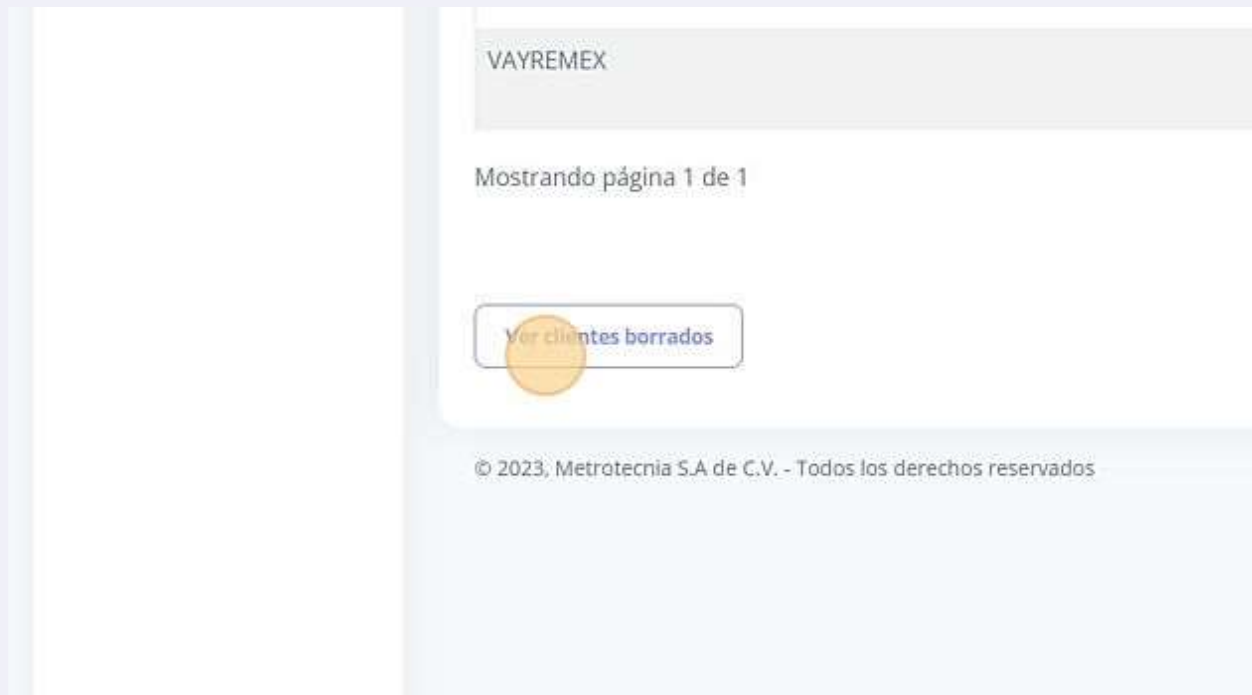 VAYREMEX
Mostrando página 1 de 1
Ver clientes borrados
© 2023, Metrotecnia S.A de C.V. - Todos los derechos reservados